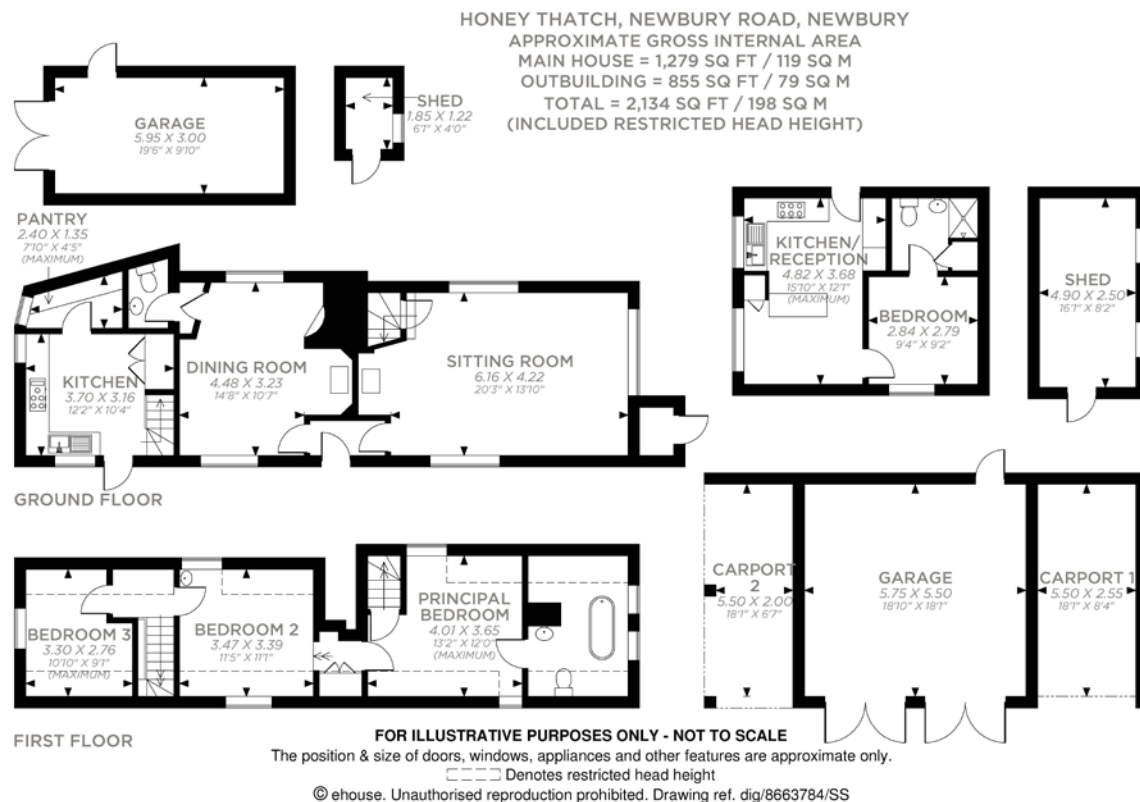 HONEY THATCH, NEWBURY ROAD, NEWBURY
APPROXIMATE GROSS INTERNAL AREA
MAIN HOUSE = 1,279 SQ FT / 119 SQ M
OUTBUILDING = 855 SQ FT / 79 SQ M
TOTAL = 2,134 SQ FT / 198 SQ M
(INCLUDED RESTRICTED HEAD HEIGHT)
GARAGE
5.95 X 3.00
19'6" X 9'10"
SHED
1.85 X 1.22
6'1" X 4'0"
PANTRY
2.40 X 1.35
7'10" X 4'5"
(MAXIMUM)
KITCHEN
3.70 X 3.16
12'2" X 10'4"
DINING ROOM
4.48 X 3.23
14'8" X 10'7"
SITTING ROOM
6.16 X 4.22
20'3" X 13'10"
GROUND FLOOR
KITCHEN/
RECEPTION
4.82 X 3.68
15'10" X 12'1"
(MAXIMUM)
BEDROOM
2.84 X 2.79
9'4" X 9'2"
SHED
4.90 X 2.50
16'1" X 8'2"
BEDROOM 3
3.30 X 2.76
10'10" X 9'1"
(MAXIMUM)
BEDROOM 2
3.47 X 3.39
11'5" X 11'1"
PRINCIPAL
BEDROOM
4.01 X 3.65
13'2" X 12'0"
(MAXIMUM)
CARPORT
2
5.50 X 2.00
18'1" X 6'7"
GARAGE
5.75 X 5.50
18'10" X 18'1"
CARPORT 1
5.50 X 2.55
18'1" X 8'4"
FIRST FLOOR
FOR ILLUSTRATIVE PURPOSES ONLY - NOT TO SCALE
The position & size of doors, windows, appliances and other features are approximate only.
Denotes restricted head height
© ehouse. Unauthorised reproduction prohibited. Drawing ref. dig/8663784/SS